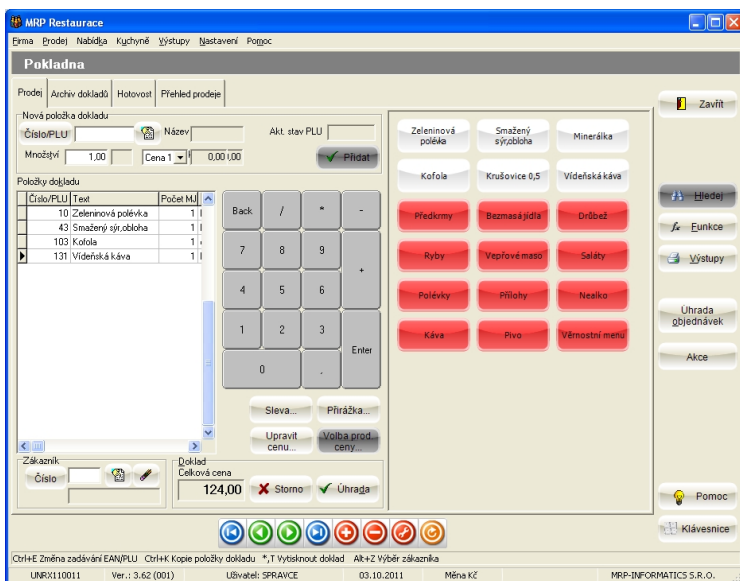 MRP Restaurace
Firma Prodej Nabídka Kuchyně Výstupy Nastavení Pomoc
Pokladna
Prodej Archiv dokladů Hotovost Přehled prodeje
Zavřít
Nová položka dokladu
Číslo/PLU Název Akt. stav PLU
Množství 1,00 Cena 1 0,00 Přidat
Položky dokladu
Číslo/PLU Text Počet MJ
10 Zeleninová polévka 1
43 Smažený sýr,obloha 1
103 Kofola 1
131 Vídeňská káva 1
Back / * -
7 8 9 +
4 5 6
1 2 3 Enter
0 .
Sleva... Přirážka...
Upravit cenu... Volba prod. ceny...
Zeleninová polévka Smažený sýr,obloha Minerálka
Kofola Krušovice 0,5 Vídeňská káva
Předkrmy Bezmasá jídla Drůbež
Ryby Vepřové maso Saláty
Polévky Přílohy Nealko
Káva Pivo Věrnostní menu
Hledej
Funkce
Výstupy
Úhrada objednávek
Akce
Zákazník
Číslo
Doklad
Celková cena
124,00 Storno Úhrada
Pomoc
Klávesnice
Ctrl+E Změna zadávání EAN/PLU Ctrl+K Kopie položky dokladu *,T Vytisknout doklad Alt+Z Výběr zákazníka
UNRX110011 Ver.: 3.62 (001) Uživatel: SPRAVCE 03.10.2011 Měna Kč MRP-INFORMATICS S.R.O.